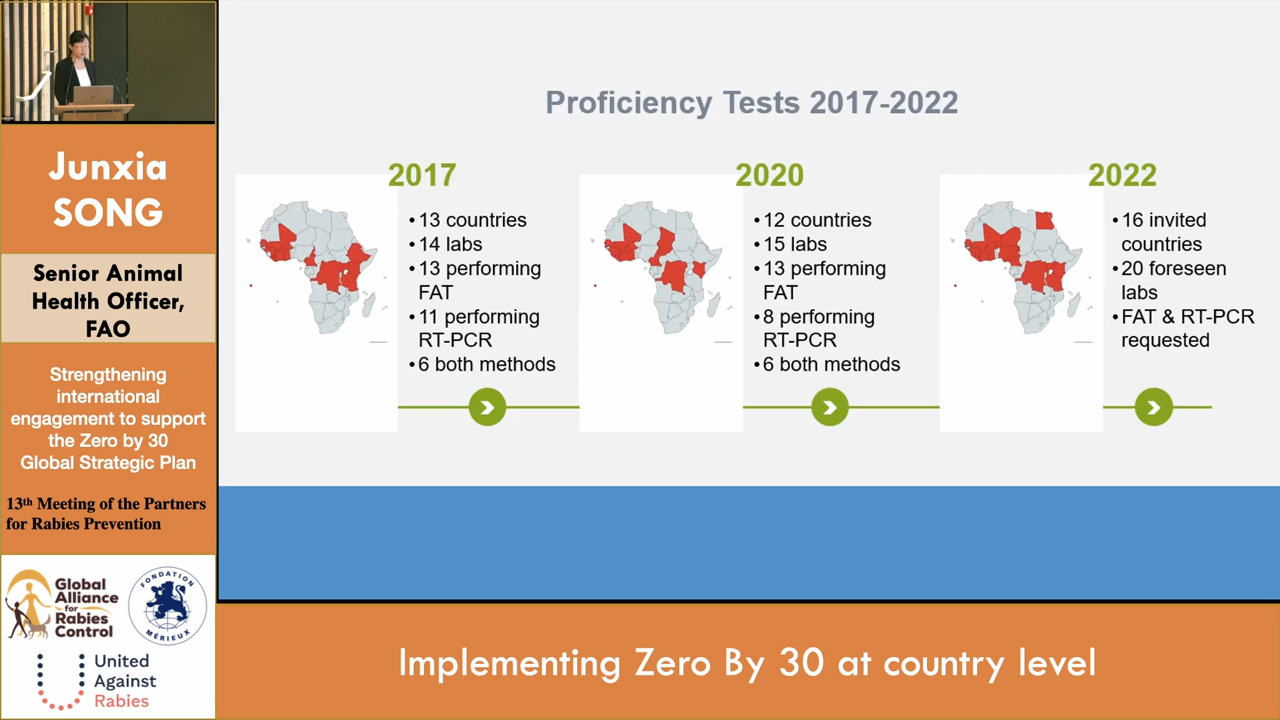 Junxia
SONG
Senior Animal
Health Officer,
FAO
Strengthening
international
engagement to support
the Zero by 30
Global Strategic Plan
13th Meeting of the Partners
for Rabies Prevention
Global
Alliance
for
Rabies
Control
FONDATION
MÉRIEUX
United
Against
Rabies
Proficiency Tests 2017-2022
2017
• 13 countries
• 14 labs
• 13 performing
FAT
• 11 performing
RT-PCR
• 6 both methods
2020
• 12 countries
• 15 labs
• 13 performing
FAT
• 8 performing
RT-PCR
• 6 both methods
2022
• 16 invited
countries
• 20 foreseen
labs
• FAT & RT-PCR
requested
Implementing Zero By 30 at country level